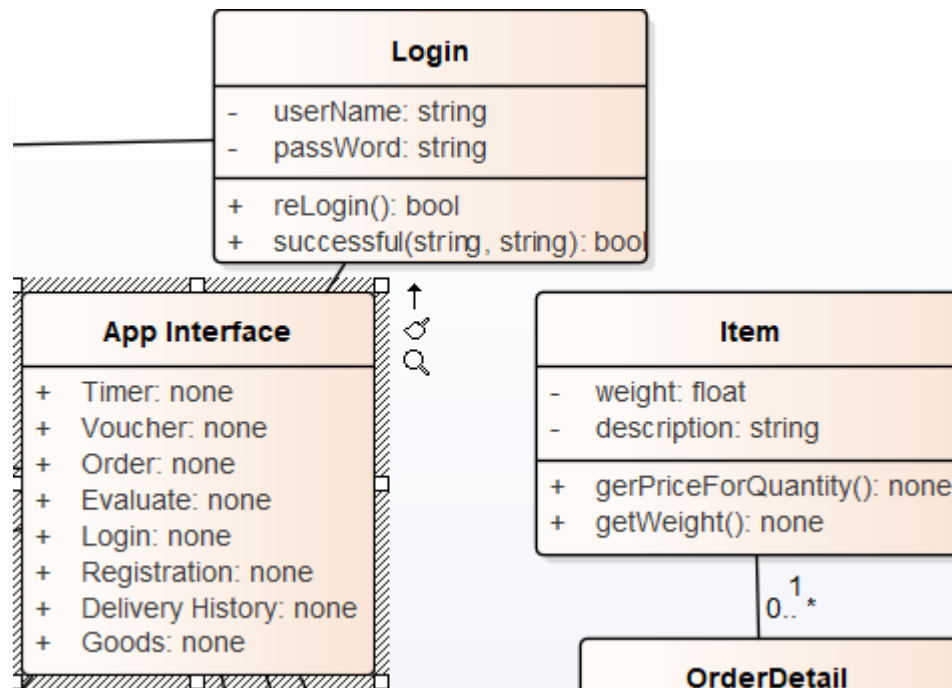 Login
- userName: string
- passWord: string
+ reLogin(): bool
+ successful(string, string): bool
App Interface
+ Timer: none
+ Voucher: none
+ Order: none
+ Evaluate: none
+ Login: none
+ Registration: none
+ Delivery History: none
+ Goods: none
Item
- weight: float
- description: string
+ gerPriceForQuantity(): none
+ getWeight(): none
1
0..*
OrderDetail